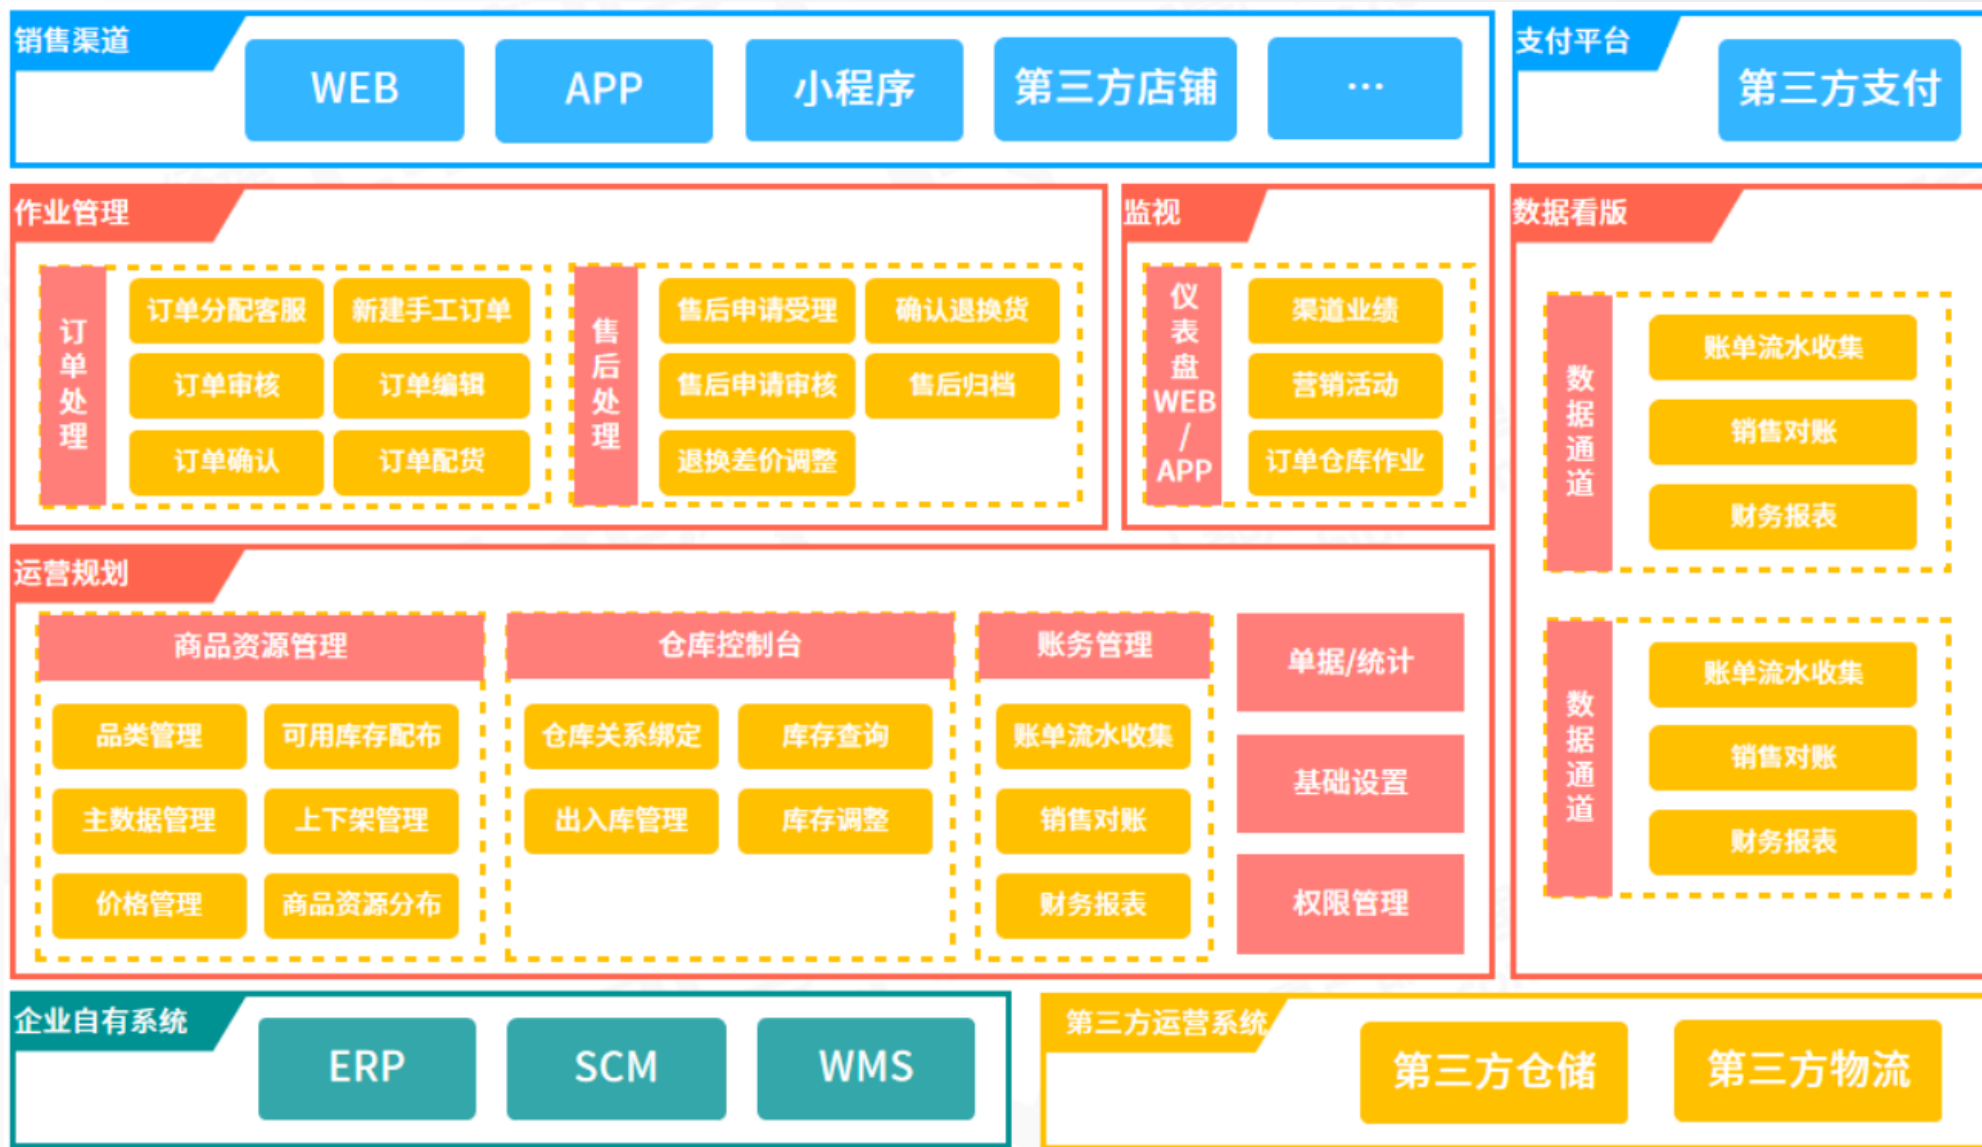 销售渠道
WEB
APP
小程序
第三方店铺
...
支付平台
第三方支付
作业管理
订单处理
订单分配客服
新建手工订单
订单审核
订单编辑
订单确认
订单配货
售后处理
售后申请受理
确认退换货
售后申请审核
售后归档
退换差价调整
监视
仪表盘WEB/APP
渠道业绩
营销活动
订单仓库作业
数据看版
数据通道
账单流水收集
销售对账
财务报表
数据通道
账单流水收集
销售对账
财务报表
运营规划
商品资源管理
品类管理
可用库存配布
主数据管理
上下架管理
价格管理
商品资源分布
仓库控制台
仓库关系绑定
库存查询
出入库管理
库存调整
账务管理
账单流水收集
销售对账
财务报表
单据/统计
基础设置
权限管理
企业自有系统
ERP
SCM
WMS
第三方运营系统
第三方仓储
第三方物流